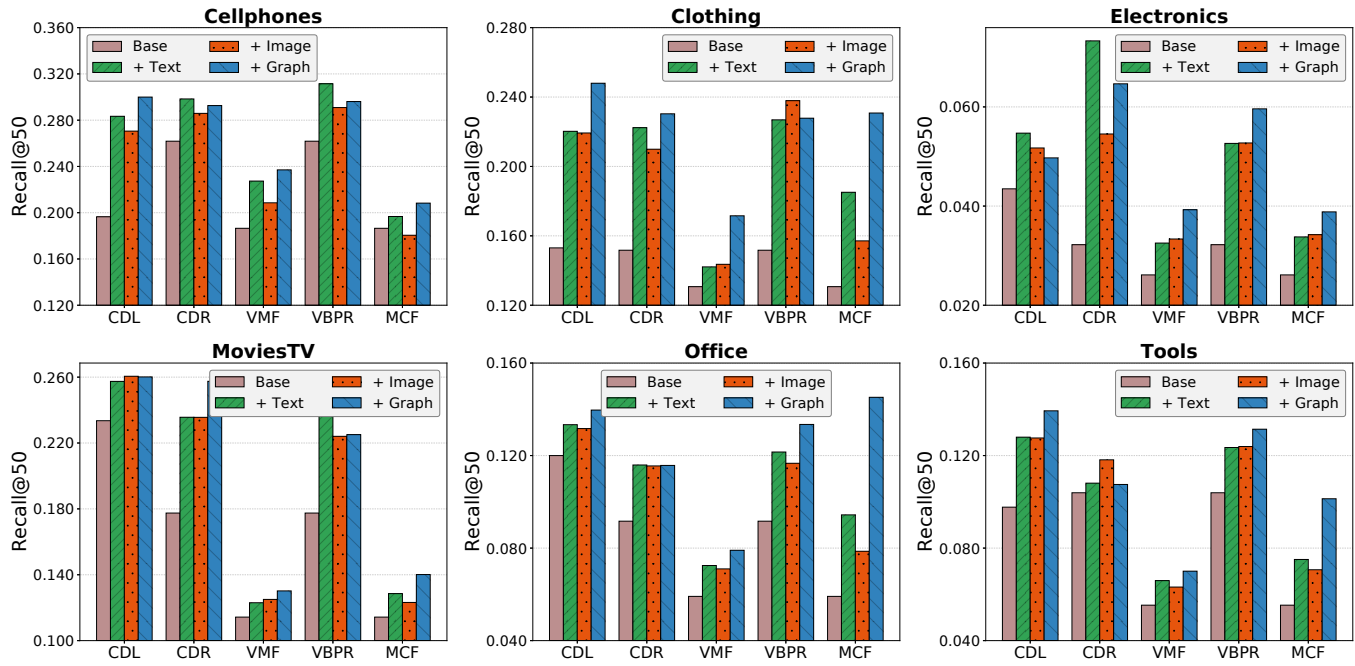 Cellphones
Recall@50
0.360
0.320
0.280
0.240
0.200
0.160
0.120
Base
+ Image
+ Text
+ Graph
CDL CDR VMF VBPR MCF
Clothing
Recall@50
0.280
0.240
0.200
0.160
0.120
Base
+ Image
+ Text
+ Graph
CDL CDR VMF VBPR MCF
Electronics
Recall@50
0.060
0.040
0.020
Base
+ Image
+ Text
+ Graph
CDL CDR VMF VBPR MCF
MoviesTV
Recall@50
0.260
0.220
0.180
0.140
0.100
Base
+ Image
+ Text
+ Graph
CDL CDR VMF VBPR MCF
Office
Recall@50
0.160
0.120
0.080
0.040
Base
+ Image
+ Text
+ Graph
CDL CDR VMF VBPR MCF
Tools
Recall@50
0.160
0.120
0.080
0.040
Base
+ Image
+ Text
+ Graph
CDL CDR VMF VBPR MCF